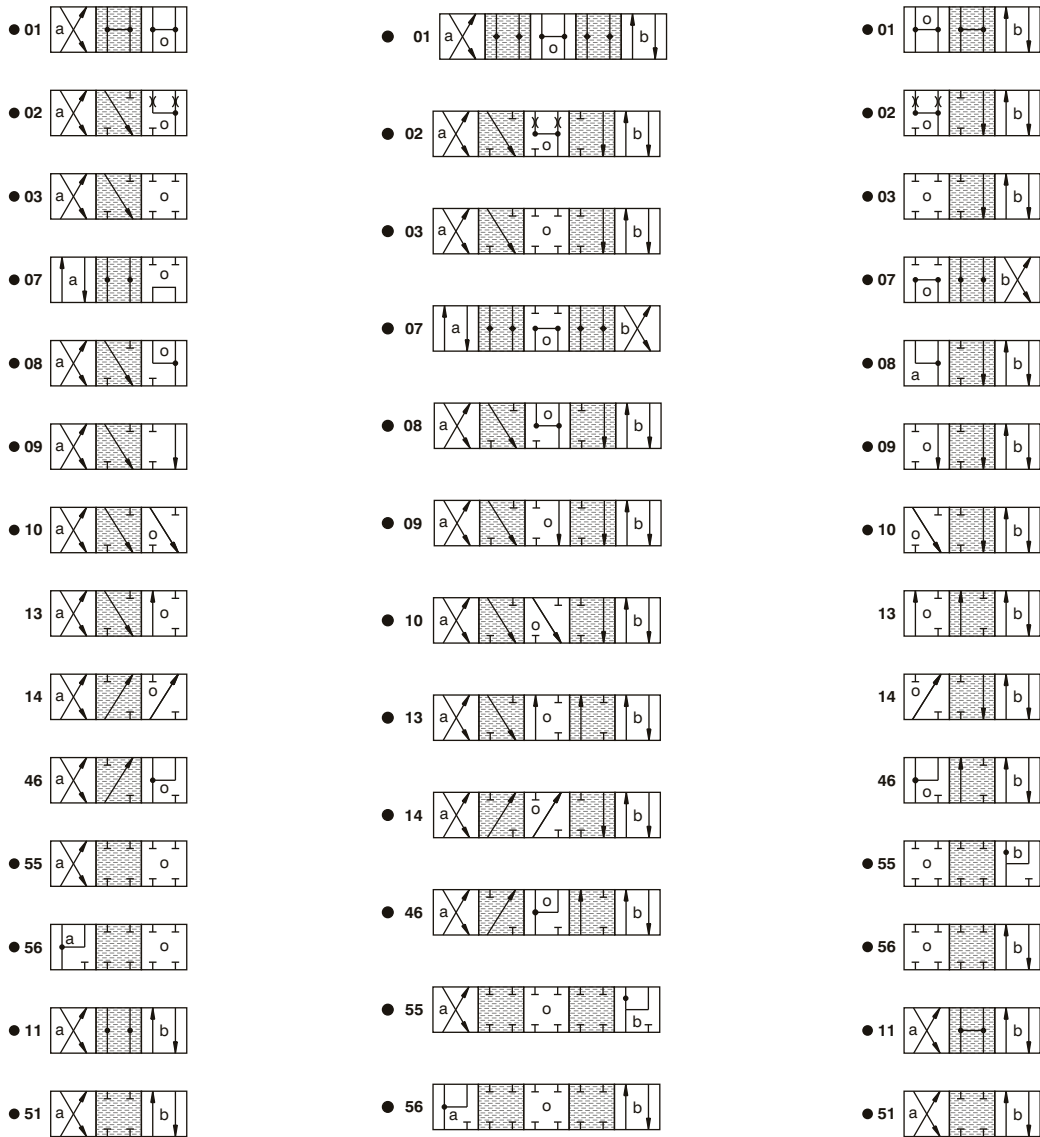 ● 01 a o
● 02 a o
● 03 a o
● 07 a o
● 08 a o
● 09 a
● 10 a o
13 a o
14 a o
46 a o
● 55 a o
● 56 a o
● 11 a b
● 51 a b
● 01 a o b
● 02 a o b
● 03 a o b
● 07 a o b
● 08 a o b
● 09 a o b
● 10 a o b
● 13 a o b
● 14 a o b
● 46 a o b
● 55 a o b
● 56 a o b
● 01 o b
● 02 o b
● 03 o b
● 07 o b
● 08 a b
● 09 o b
● 10 o b
13 o b
14 o b
46 o b
● 55 o b
● 56 o b
● 11 a b
● 51 a b